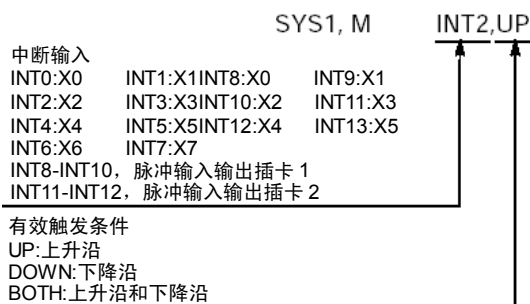 SYS1, M INT2,UP
中断输入
INT0:X0 INT1:X1INT8:X0 INT9:X1
INT2:X2 INT3:X3INT10:X2 INT11:X3
INT4:X4 INT5:X5INT12:X4 INT13:X5
INT6:X6 INT7:X7
INT8-INT10，脉冲输入输出插卡 1
INT11-INT12，脉冲输入输出插卡 2
有效触发条件
UP:上升沿
DOWN:下降沿
BOTH:上升沿和下降沿